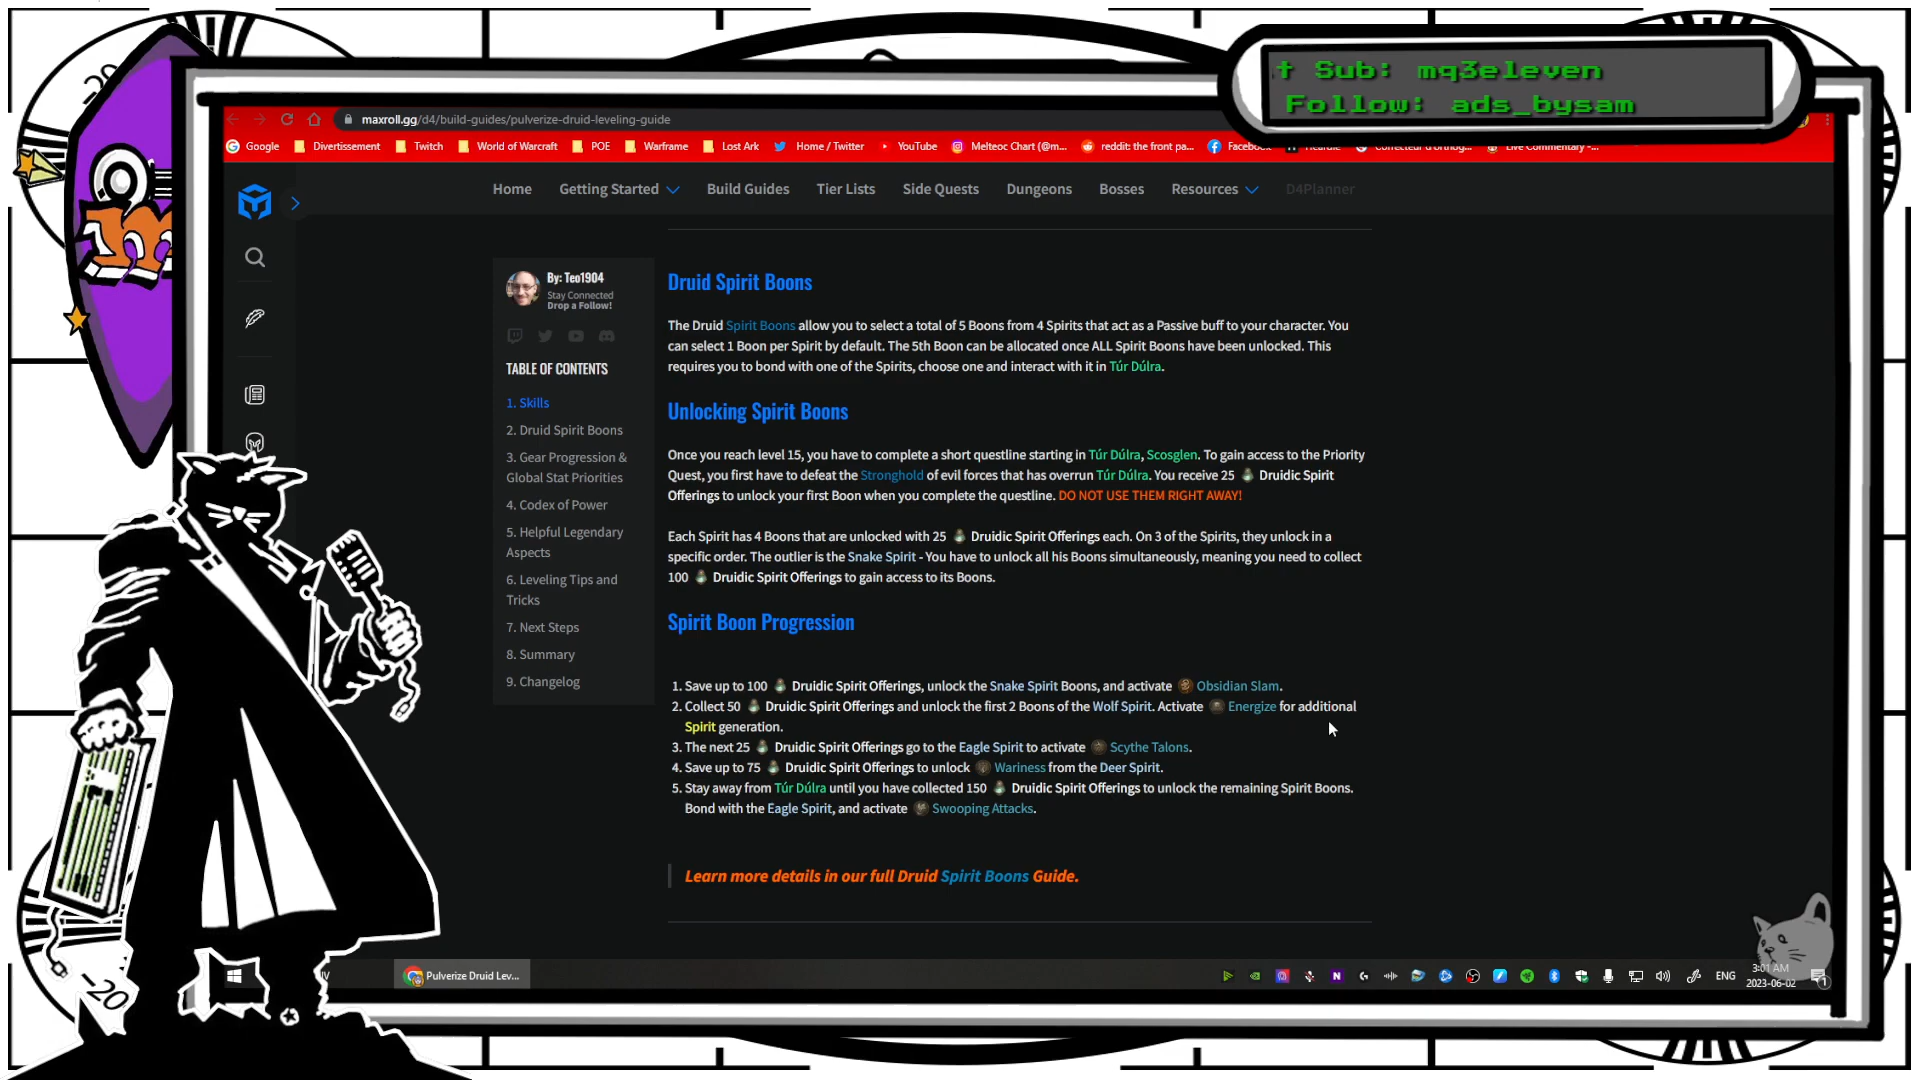 † Sub: mq3eleven
Follow: ads_bysam
maxroll.gg/d4/build-guides/pulverize-druid-leveling-guide
Google Divertissement Twitch World of Warcraft POE Warframe Lost Ark Home / Twitter YouTube Melteoc Chart (@m... reddit: the front pa... Facebook
Home Getting Started Build Guides Tier Lists Side Quests Dungeons Bosses Resources D4Planner
By: Teo1904
Stay Connected
Drop a Follow!
TABLE OF CONTENTS
1. Skills
2. Druid Spirit Boons
3. Gear Progression &
Global Stat Priorities
4. Codex of Power
5. Helpful Legendary
Aspects
6. Leveling Tips and
Tricks
7. Next Steps
8. Summary
9. Changelog
Druid Spirit Boons
The Druid Spirit Boons allow you to select a total of 5 Boons from 4 Spirits that act as a Passive buff to your character. You
can select 1 Boon per Spirit by default. The 5th Boon can be allocated once ALL Spirit Boons have been unlocked. This
requires you to bond with one of the Spirits, choose one and interact with it in Túr Dúlra.
Unlocking Spirit Boons
Once you reach level 15, you have to complete a short questline starting in Túr Dúlra, Scosglen. To gain access to the Priority
Quest, you first have to defeat the Stronghold of evil forces that has overrun Túr Dúlra. You receive 25 Druidic Spirit
Offerings to unlock your first Boon when you complete the questline. DO NOT USE THEM RIGHT AWAY!
Each Spirit has 4 Boons that are unlocked with 25 Druidic Spirit Offerings each. On 3 of the Spirits, they unlock in a
specific order. The outlier is the Snake Spirit - You have to unlock all his Boons simultaneously, meaning you need to collect
100 Druidic Spirit Offerings to gain access to its Boons.
Spirit Boon Progression
1. Save up to 100 Druidic Spirit Offerings, unlock the Snake Spirit Boons, and activate Obsidian Slam.
2. Collect 50 Druidic Spirit Offerings and unlock the first 2 Boons of the Wolf Spirit. Activate Energize for additional
Spirit generation.
3. The next 25 Druidic Spirit Offerings go to the Eagle Spirit to activate Scythe Talons.
4. Save up to 75 Druidic Spirit Offerings to unlock Wariness from the Deer Spirit.
5. Stay away from Túr Dúlra until you have collected 150 Druidic Spirit Offerings to unlock the remaining Spirit Boons.
Bond with the Eagle Spirit, and activate Swooping Attacks.
Learn more details in our full Druid Spirit Boons Guide.
Pulverize Druid Lev...
ENG
3:01 AM
2023-06-02
1
-20
-20